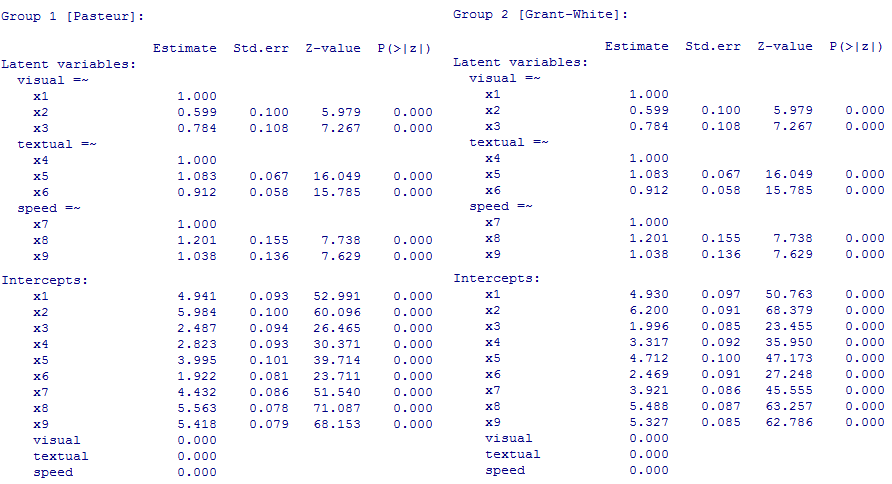 Group 1 [Pasteur]:
Estimate Std.err Z-value P(>|z|)
Latent variables:
visual =~
x1 1.000
x2 0.599 0.100 5.979 0.000
x3 0.784 0.108 7.267 0.000
textual =~
x4 1.000
x5 1.083 0.067 16.049 0.000
x6 0.912 0.058 15.785 0.000
speed =~
x7 1.000
x8 1.201 0.155 7.738 0.000
x9 1.038 0.136 7.629 0.000
Intercepts:
x1 4.941 0.093 52.991 0.000
x2 5.984 0.100 60.096 0.000
x3 2.487 0.094 26.465 0.000
x4 2.823 0.093 30.371 0.000
x5 3.995 0.101 39.714 0.000
x6 1.922 0.081 23.711 0.000
x7 4.432 0.086 51.540 0.000
x8 5.563 0.078 71.087 0.000
x9 5.418 0.079 68.153 0.000
visual 0.000
textual 0.000
speed 0.000
Group 2 [Grant-White]:
Estimate Std.err Z-value P(>|z|)
Latent variables:
visual =~
x1 1.000
x2 0.599 0.100 5.979 0.000
x3 0.784 0.108 7.267 0.000
textual =~
x4 1.000
x5 1.083 0.067 16.049 0.000
x6 0.912 0.058 15.785 0.000
speed =~
x7 1.000
x8 1.201 0.155 7.738 0.000
x9 1.038 0.136 7.629 0.000
Intercepts:
x1 4.930 0.097 50.763 0.000
x2 6.200 0.091 68.379 0.000
x3 1.996 0.085 23.455 0.000
x4 3.317 0.092 35.950 0.000
x5 4.712 0.100 47.173 0.000
x6 2.469 0.091 27.248 0.000
x7 3.921 0.086 45.555 0.000
x8 5.488 0.087 63.257 0.000
x9 5.327 0.085 62.786 0.000
visual 0.000
textual 0.000
speed 0.000